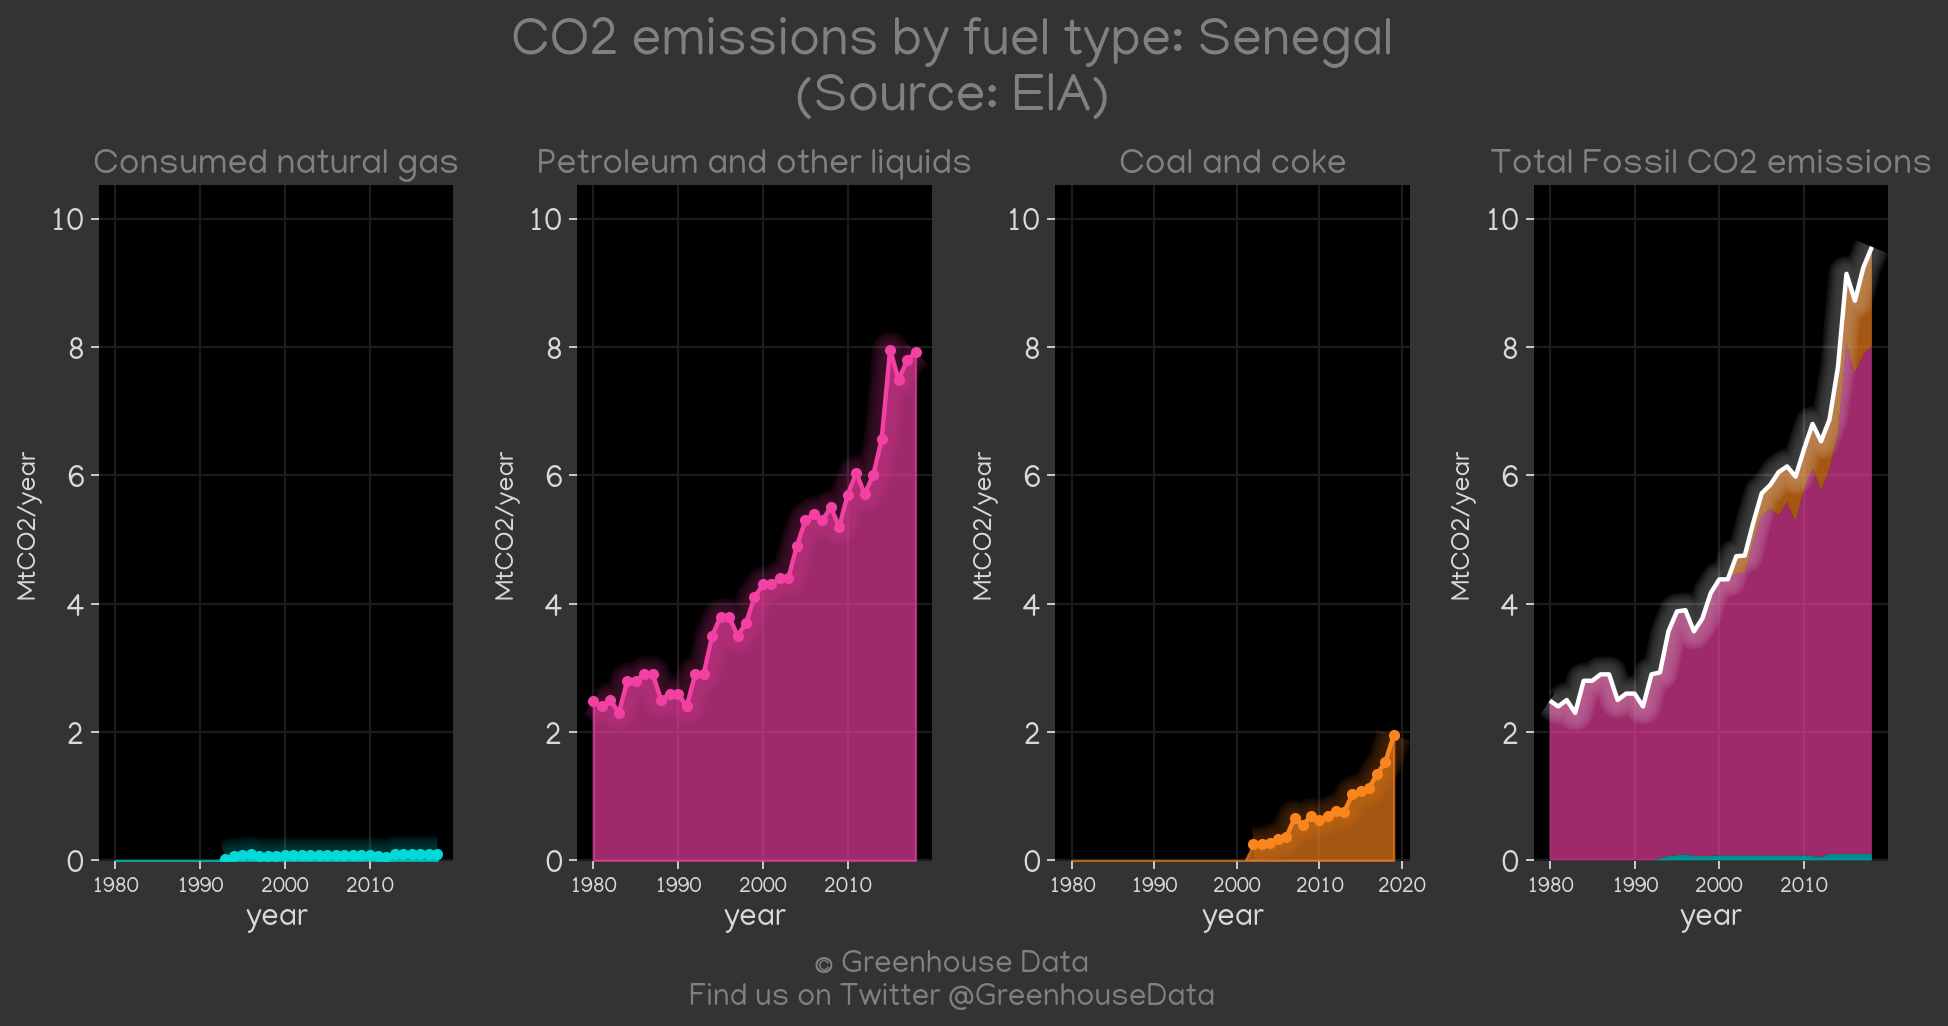 CO2 emissions by fuel type: Senegal
(Source: EIA)
Consumed natural gas
Petroleum and other liquids
Coal and coke
Total Fossil CO2 emissions
MtCO2/year
10
8
6
4
2
0
1980 1990 2000 2010
year
MtCO2/year
10
8
6
4
2
0
1980 1990 2000 2010
year
MtCO2/year
10
8
6
4
2
0
1980 1990 2000 2010 2020
year
MtCO2/year
10
8
6
4
2
0
1980 1990 2000 2010
year
© Greenhouse Data
Find us on Twitter @GreenhouseData